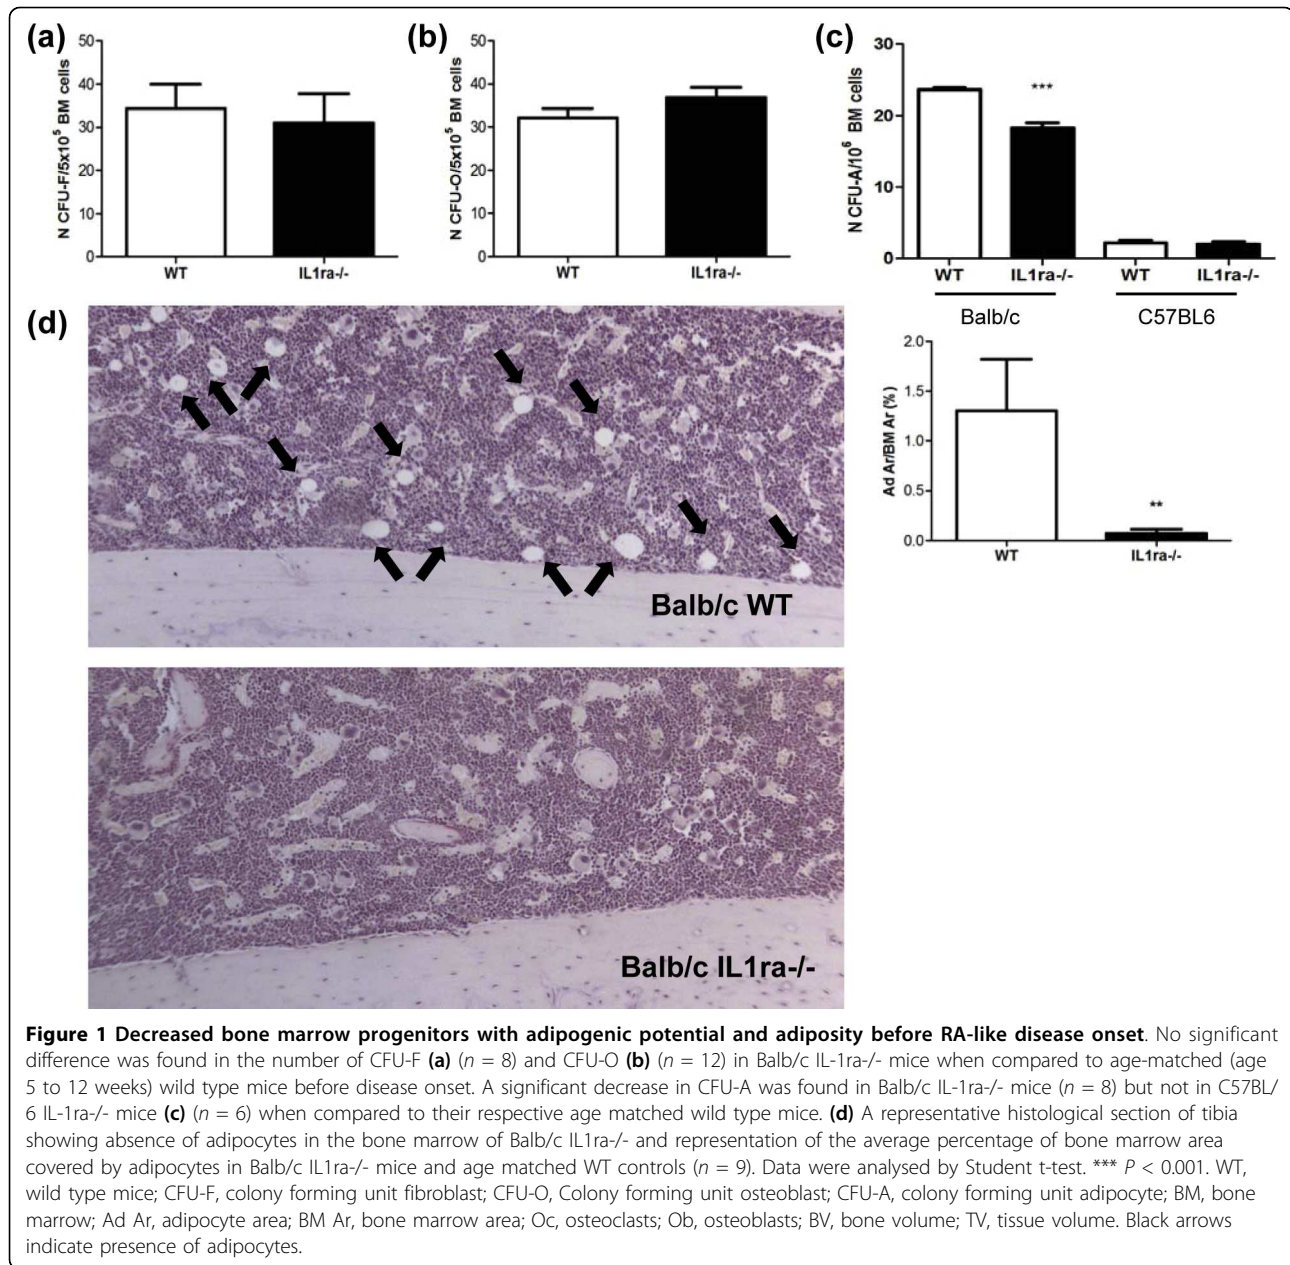 (a)
50
40
30
20
10
0
N CFU-F/5x10⁵ BM cells
WT
IL1ra-/-
(b)
50
40
30
20
10
0
N CFU-O/5x10⁵ BM cells
WT
IL1ra-/-
(c)
30
20
10
0
N CFU-A/10⁶ BM cells
***
WT
IL1ra-/-
WT
IL1ra-/-
Balb/c
C57BL6
(d)
Balb/c WT
2.0
1.5
1.0
0.5
0.0
Ad Ar/BM Ar (%)
**
WT
IL1ra-/-
Balb/c IL1ra-/-
Figure 1 Decreased bone marrow progenitors with adipogenic potential and adiposity before RA-like disease onset. No significant
difference was found in the number of CFU-F (a) (n = 8) and CFU-O (b) (n = 12) in Balb/c IL-1ra-/- mice when compared to age-matched (age
5 to 12 weeks) wild type mice before disease onset. A significant decrease in CFU-A was found in Balb/c IL-1ra-/- mice (n = 8) but not in C57BL/
6 IL-1ra-/- mice (c) (n = 6) when compared to their respective age matched wild type mice. (d) A representative histological section of tibia
showing absence of adipocytes in the bone marrow of Balb/c IL1ra-/- and representation of the average percentage of bone marrow area
covered by adipocytes in Balb/c IL1ra-/- mice and age matched WT controls (n = 9). Data were analysed by Student t-test. *** P < 0.001. WT,
wild type mice; CFU-F, colony forming unit fibroblast; CFU-O, Colony forming unit osteoblast; CFU-A, colony forming unit adipocyte; BM, bone
marrow; Ad Ar, adipocyte area; BM Ar, bone marrow area; Oc, osteoclasts; Ob, osteoblasts; BV, bone volume; TV, tissue volume. Black arrows
indicate presence of adipocytes.